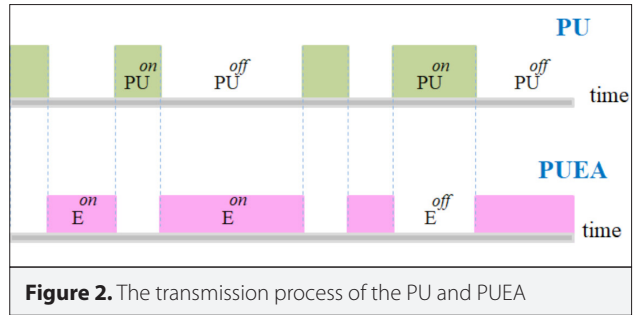 PU
on off on off
PU PU PU PU
time
PUEA
on on off
E E E
time
Figure 2. The transmission process of the PU and PUEA